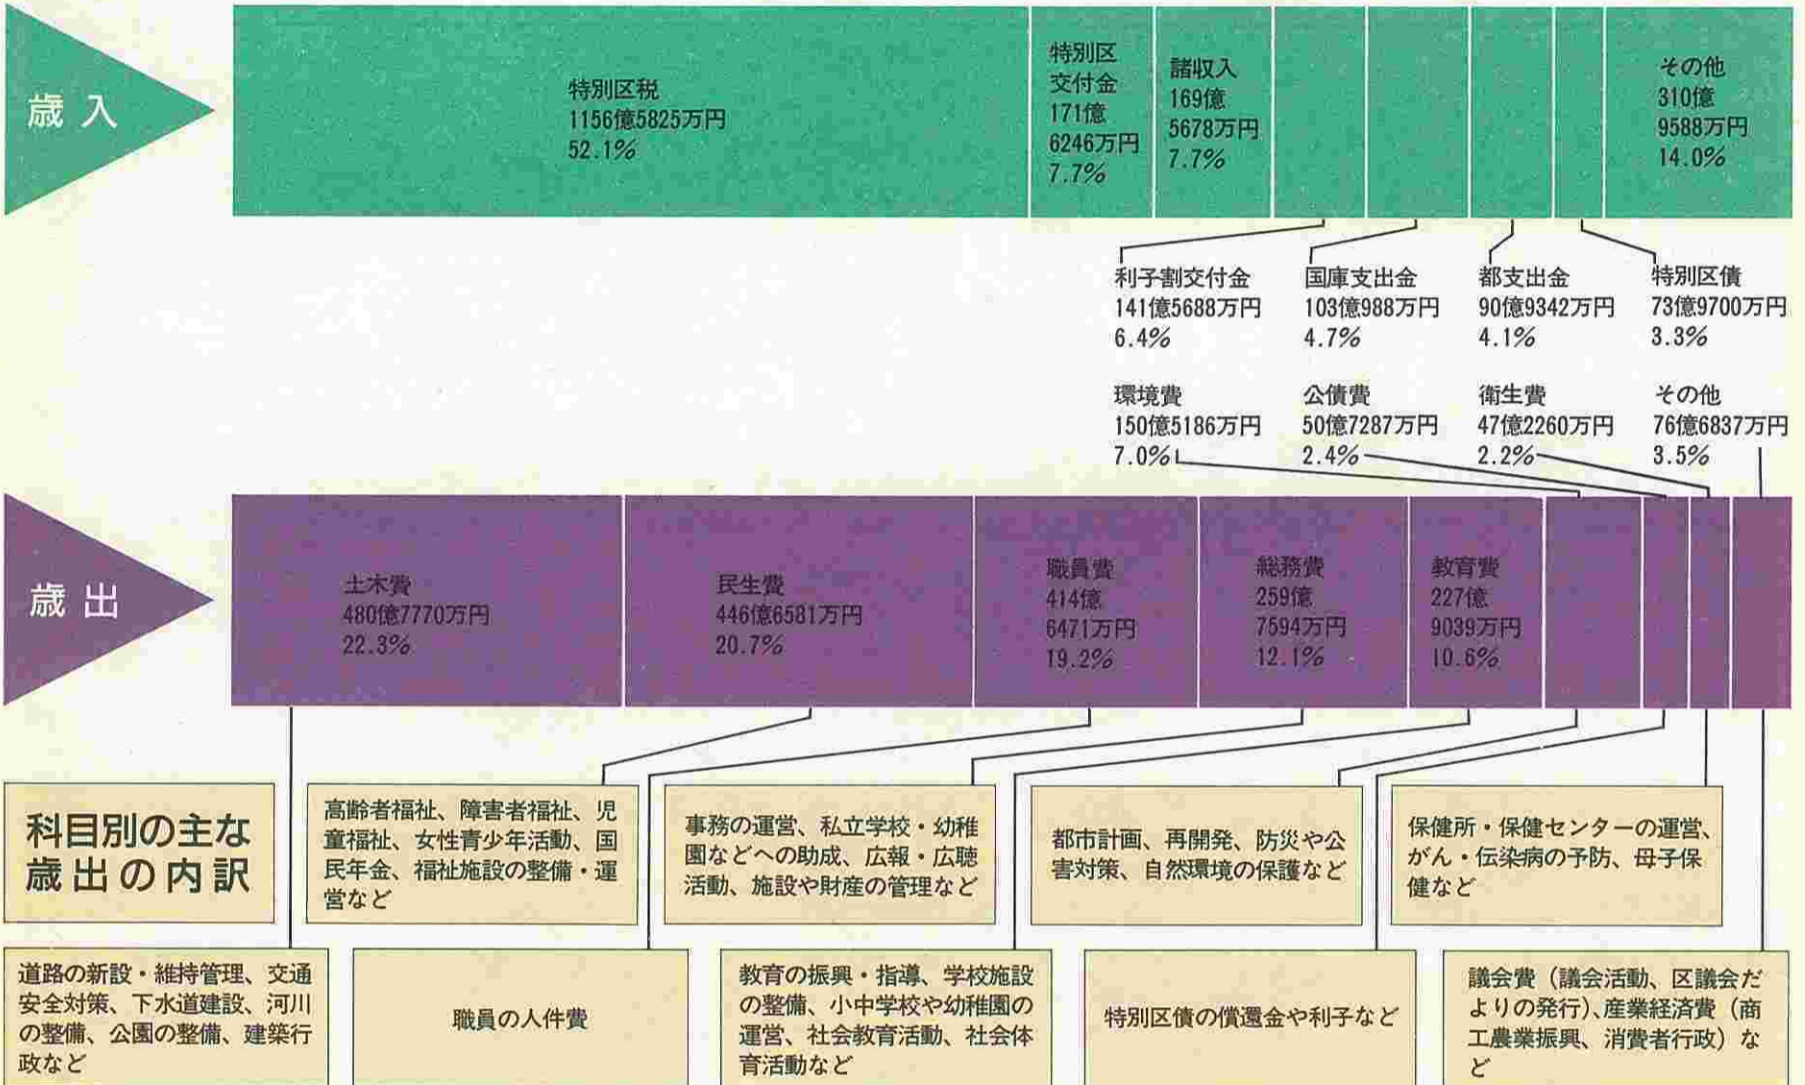 歳入
特別区税
1156億5825万円
52.1%
特別区
交付金
171億
6246万円
7.7%
諸収入
169億
5678万円
7.7%
その他
310億
9588万円
14.0%
利子割交付金
141億5688万円
6.4%
国庫支出金
103億988万円
4.7%
都支出金
90億9342万円
4.1%
特別区債
73億9700万円
3.3%
環境費
150億5186万円
7.0%
公債費
50億7287万円
2.4%
衛生費
47億2260万円
2.2%
その他
76億6837万円
3.5%
歳出
土木費
480億7770万円
22.3%
民生費
446億6581万円
20.7%
職員費
414億
6471万円
19.2%
総務費
259億
7594万円
12.1%
教育費
227億
9039万円
10.6%
科目別の主な
歳出の内訳
高齢者福祉、障害者福祉、児
童福祉、女性青少年活動、国
民年金、福祉施設の整備・運
営など
事務の運営、私立学校・幼稚
園などへの助成、広報・広聴
活動、施設や財産の管理など
都市計画、再開発、防災や公
害対策、自然環境の保護など
保健所・保健センターの運営、
がん・伝染病の予防、母子保
健など
道路の新設・維持管理、交通
安全対策、下水道建設、河川
の整備、公園の整備、建築行
政など
職員の人件費
教育の振興・指導、学校施設
の整備、小中学校や幼稚園の
運営、社会教育活動、社会体
育活動など
特別区債の償還金や利子など
議会費（議会活動、区議会だ
よりの発行）、産業経済費（商
工農業振興、消費者行政）な
ど